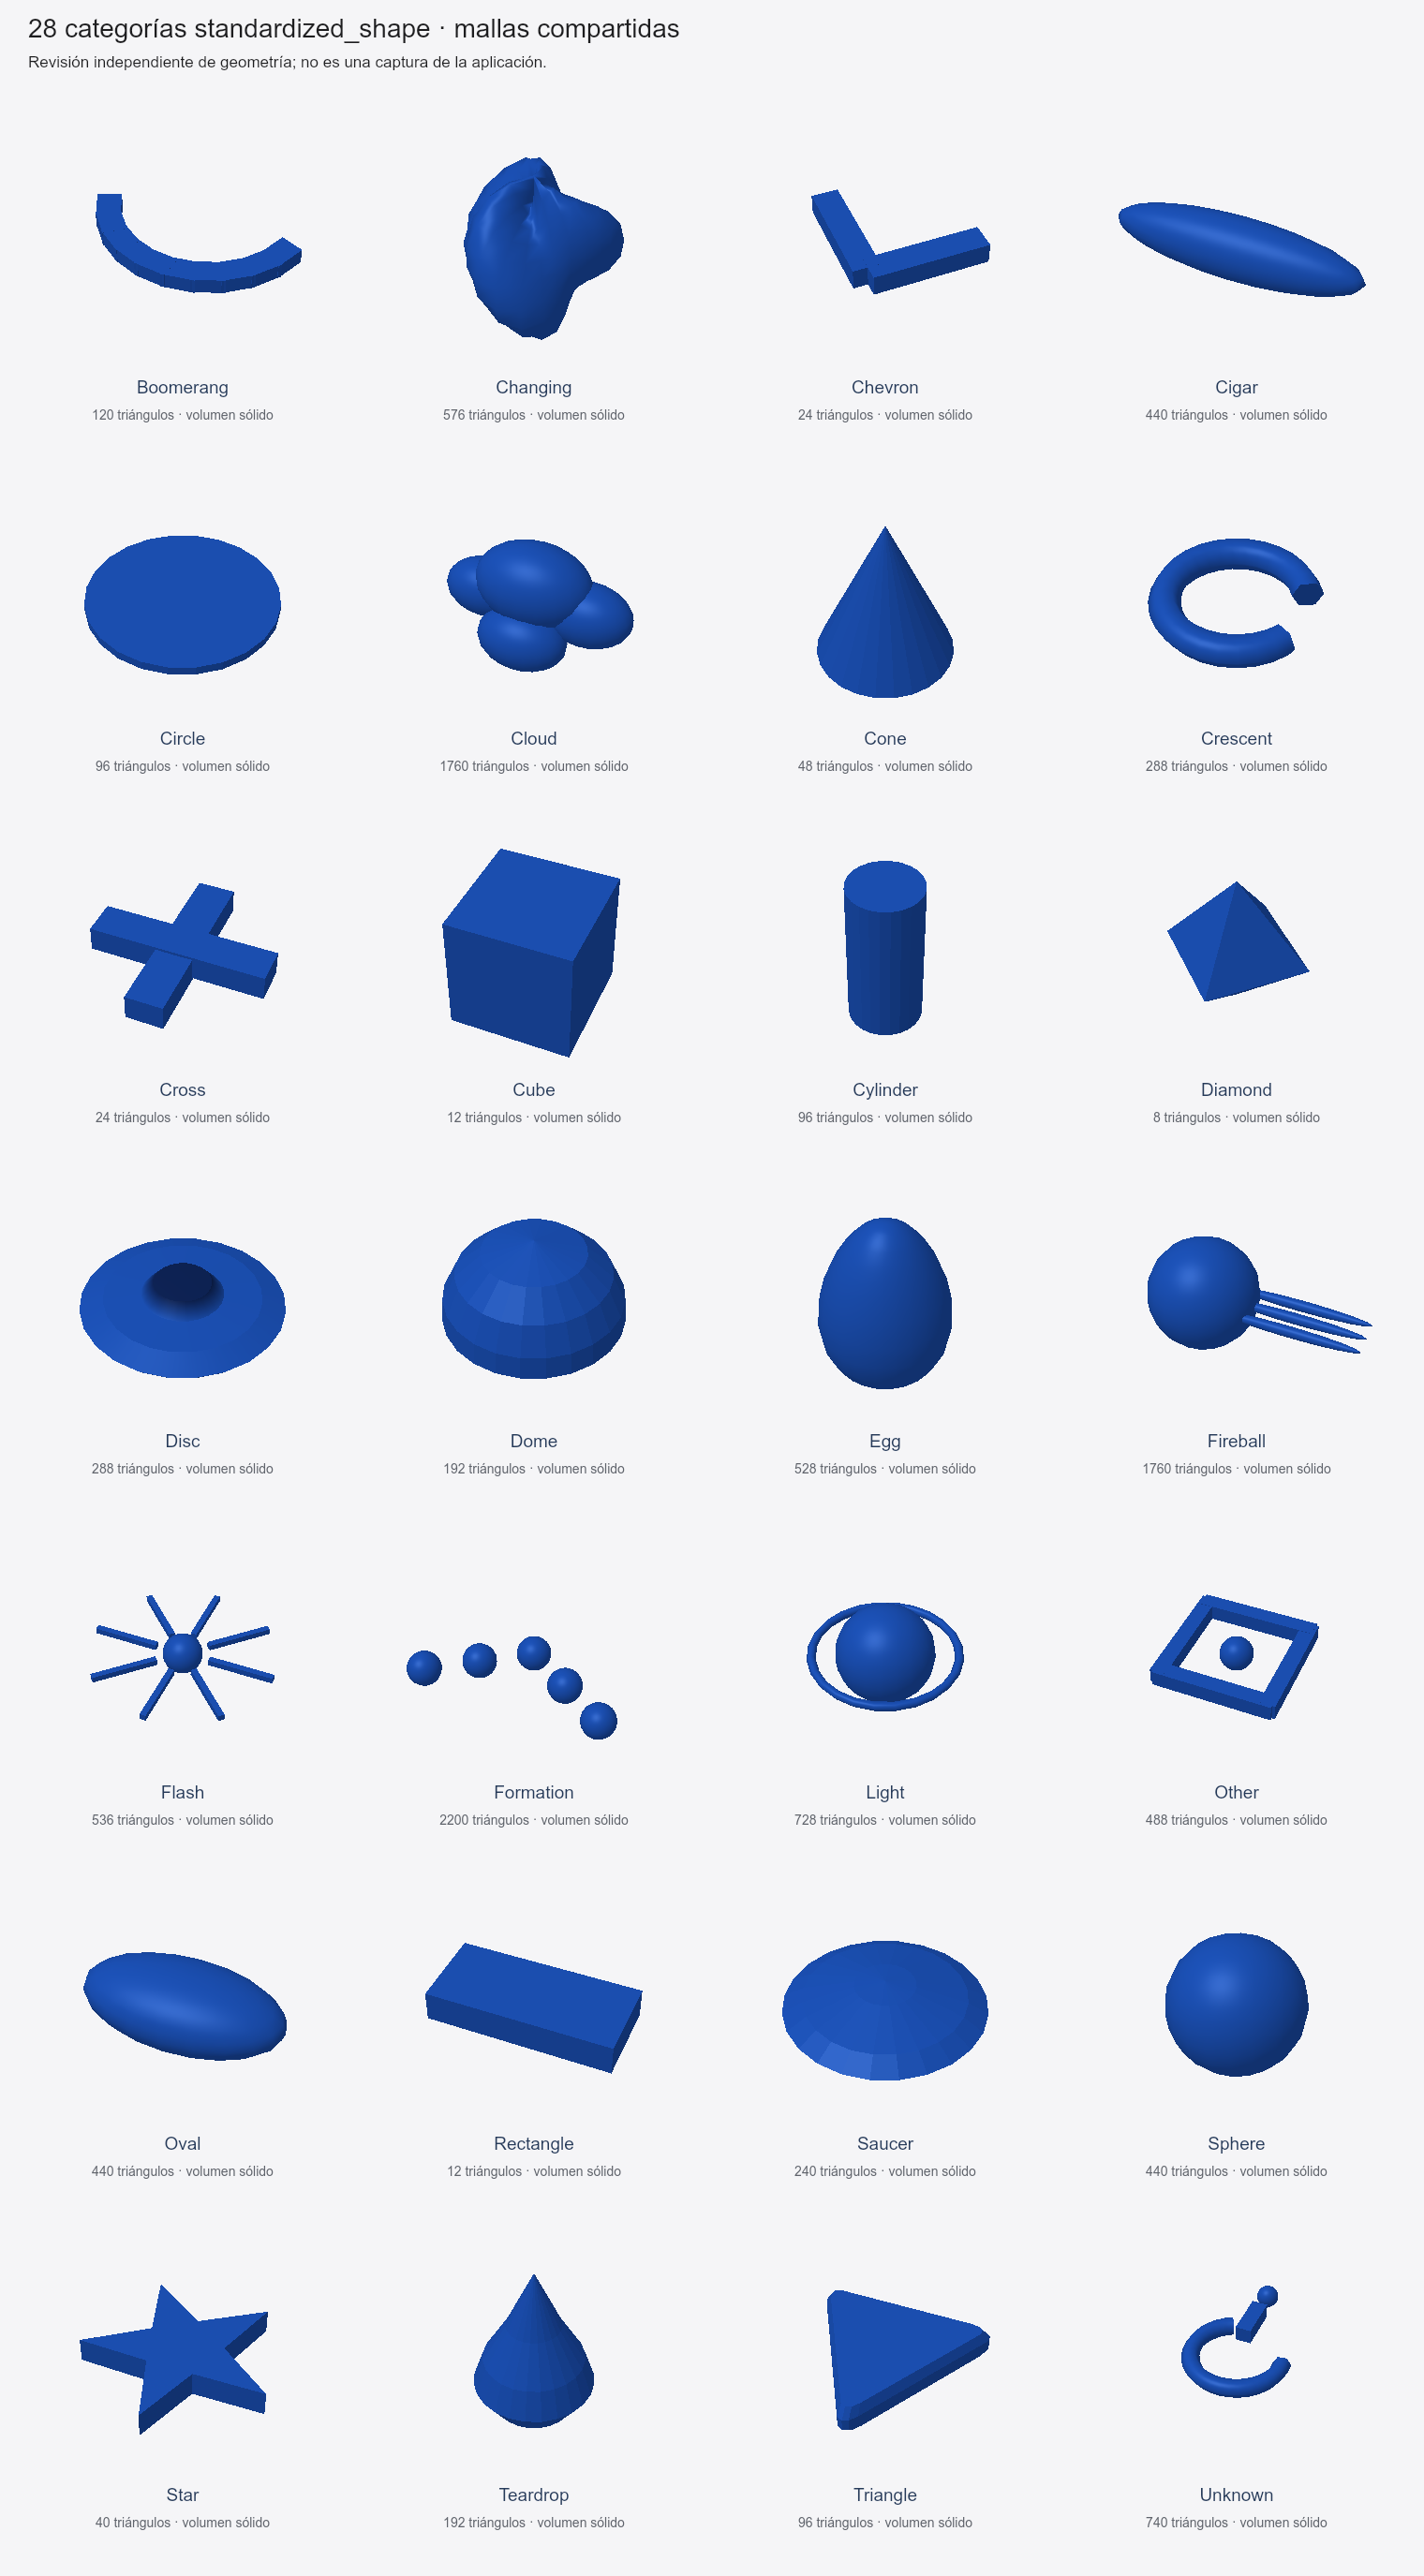 28 categorías standardized_shape · mallas compartidas
Revisión independiente de geometría; no es una captura de la aplicación.
Boomerang
120 triángulos · volumen sólido
Changing
576 triángulos · volumen sólido
Chevron
24 triángulos · volumen sólido
Cigar
440 triángulos · volumen sólido
Circle
96 triángulos · volumen sólido
Cloud
1760 triángulos · volumen sólido
Cone
48 triángulos · volumen sólido
Crescent
288 triángulos · volumen sólido
Cross
24 triángulos · volumen sólido
Cube
12 triángulos · volumen sólido
Cylinder
96 triángulos · volumen sólido
Diamond
8 triángulos · volumen sólido
Disc
288 triángulos · volumen sólido
Dome
192 triángulos · volumen sólido
Egg
528 triángulos · volumen sólido
Fireball
1760 triángulos · volumen sólido
Flash
536 triángulos · volumen sólido
Formation
2200 triángulos · volumen sólido
Light
728 triángulos · volumen sólido
Other
488 triángulos · volumen sólido
Oval
440 triángulos · volumen sólido
Rectangle
12 triángulos · volumen sólido
Saucer
240 triángulos · volumen sólido
Sphere
440 triángulos · volumen sólido
Star
40 triángulos · volumen sólido
Teardrop
192 triángulos · volumen sólido
Triangle
96 triángulos · volumen sólido
Unknown
740 triángulos · volumen sólido